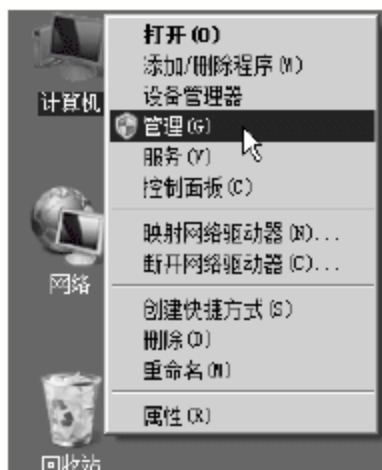 计算机
网络
回收站
打开(O)
添加/删除程序(W)
设备管理器
管理(G)
服务(V)
控制面板(C)
映射网络驱动器(N)...
断开网络驱动器(C)...
创建快捷方式(S)
删除(D)
重命名(M)
属性(R)